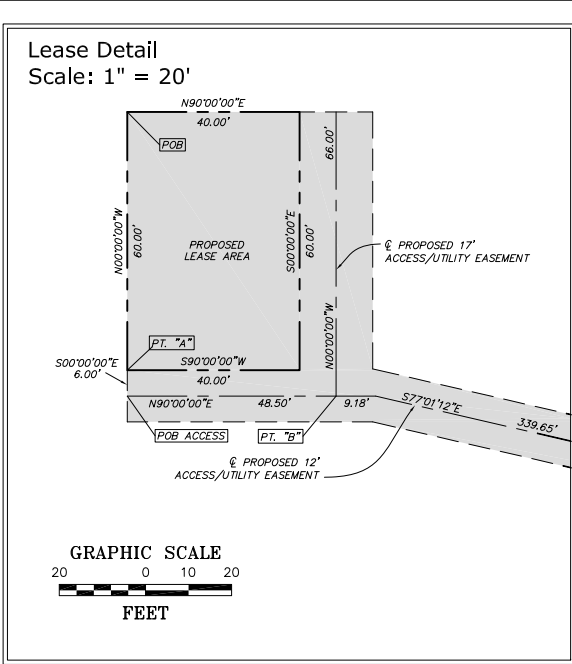 Lease Detail
Scale: 1" = 20'
N90°00'00"E
40.00'
POB
66.00'
N00°00'00"W
60.00'
PROPOSED
LEASE AREA
S00°00'00"E
60.00'
℄ PROPOSED 17'
ACCESS/UTILITY EASEMENT
N00°00'00"W
PT. "A"
S90°00'00"W
40.00'
S00°00'00"E
6.00'
N90°00'00"E
48.50'
9.18'
S77°01'12"E
339.65'
POB ACCESS
PT. "B"
℄ PROPOSED 12'
ACCESS/UTILITY EASEMENT
GRAPHIC SCALE
20 0 10 20
FEET